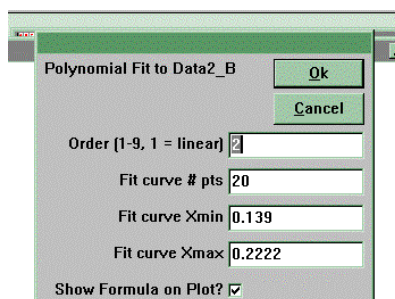 Polynomial Fit to Data2_B
Ok
Cancel
Order (1-9, 1 = linear) 2
Fit curve # pts 20
Fit curve Xmin 0.139
Fit curve Xmax 0.2222
Show Formula on Plot?